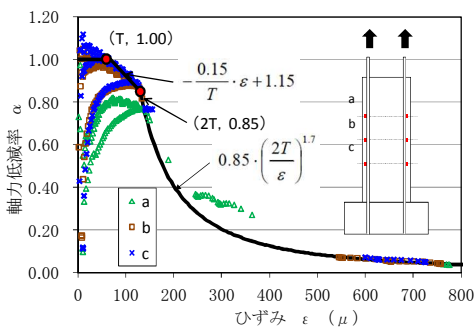 軸力低減率 α
1.20
1.00
0.80
0.60
0.40
0.20
0.00
(T, 1.00)
-0.15/T・ε+1.15
(2T, 0.85)
0.85・(2T/ε)^1.7
a
b
c
a
b
c
0 100 200 300 400 500 600 700 800
ひずみ ε (μ)